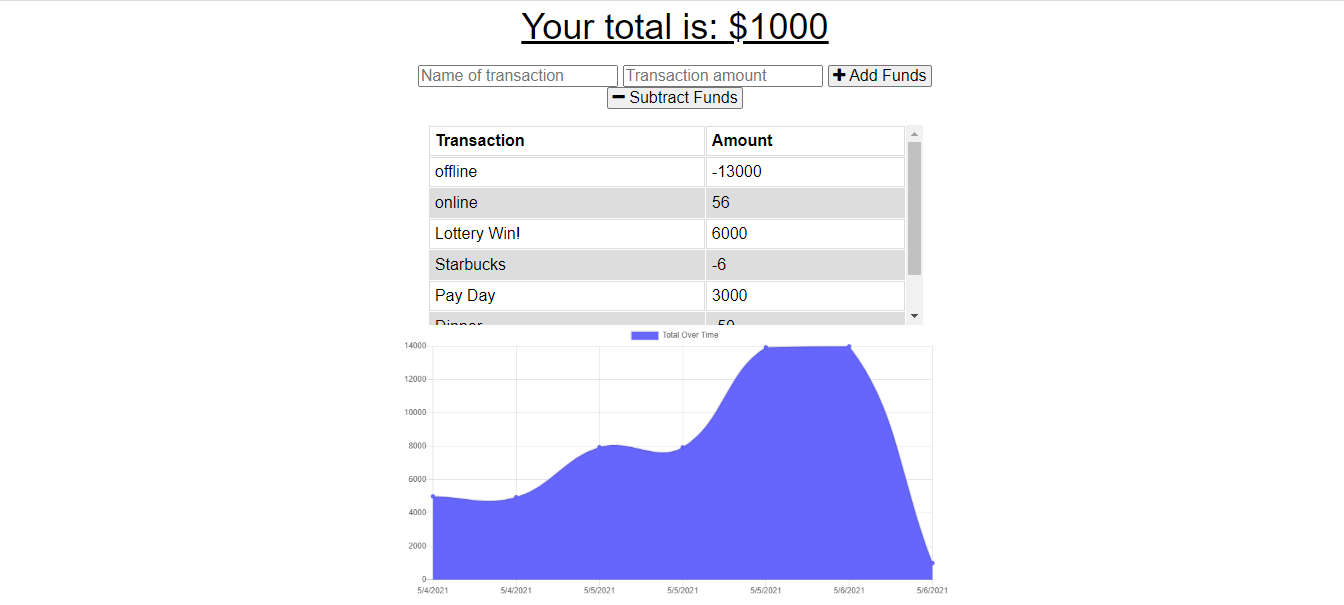 Your total is: $1000
Name of transaction Transaction amount Add Funds
Subtract Funds
Transaction Amount
offline -13000
online 56
Lottery Win! 6000
Starbucks -6
Pay Day 3000
Dinner -50
Total Over Time
14000
12000
10000
8000
6000
4000
2000
0
5/4/2021 5/4/2021 5/5/2021 5/5/2021 5/5/2021 5/6/2021 5/6/2021